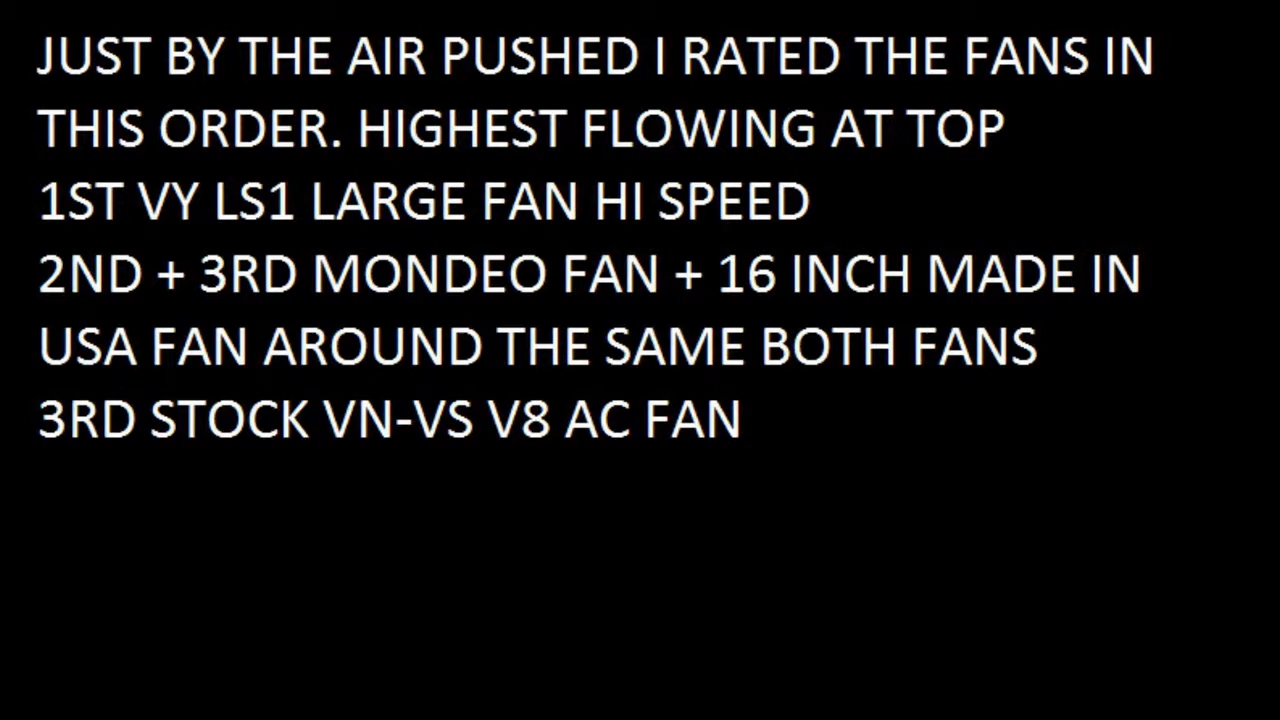 JUST BY THE AIR PUSHED I RATED THE FANS IN
THIS ORDER. HIGHEST FLOWING AT TOP
1ST VY LS1 LARGE FAN HI SPEED
2ND + 3RD MONDEO FAN + 16 INCH MADE IN
USA FAN AROUND THE SAME BOTH FANS
3RD STOCK VN-VS V8 AC FAN